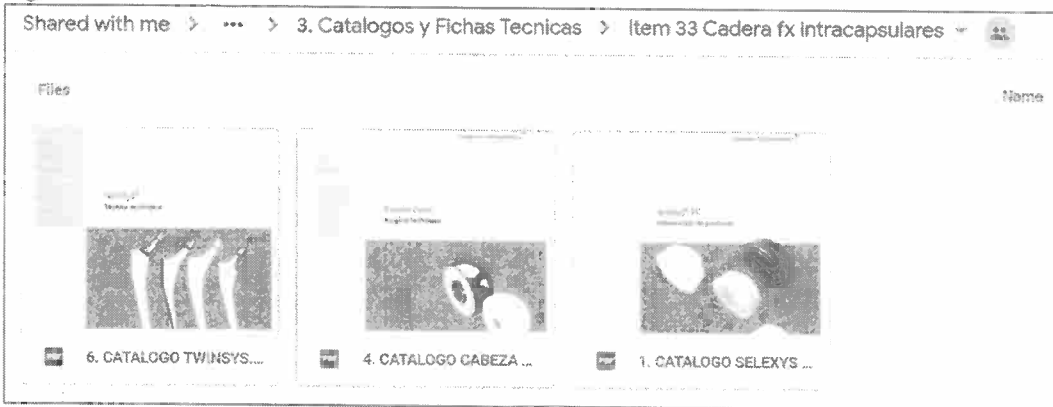 Shared with me > ... > 3. Catalogos y Fichas Tecnicas > Item 33 Cadera fx intracapsulares
Files
Name
6. CATALOGO TWINSYS....
4. CATALOGO CABEZA ...
1. CATALOGO SELEXYS ...